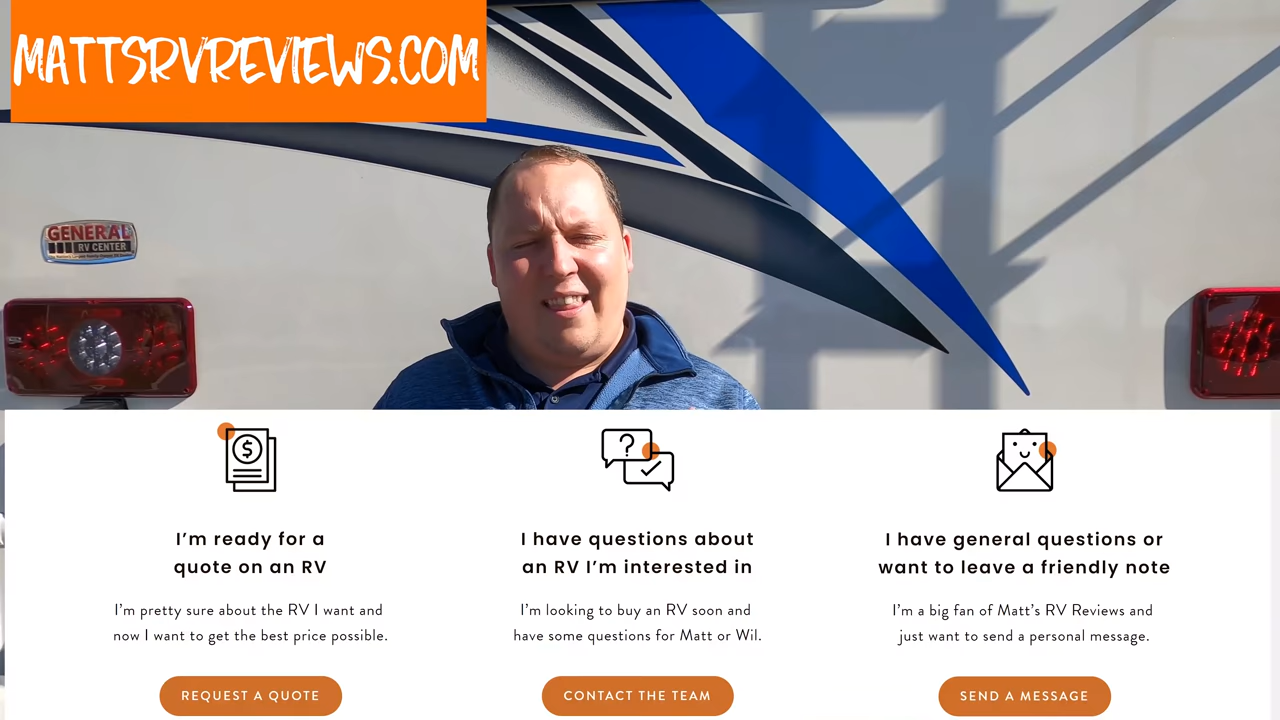 MATTSRVREVIEWS.COM
GENERAL
RV CENTER
I'm ready for a
quote on an RV
I'm pretty sure about the RV I want and
now I want to get the best price possible.
REQUEST A QUOTE
I have questions about
an RV I'm interested in
I'm looking to buy an RV soon and
have some questions for Matt or Wil.
CONTACT THE TEAM
I have general questions or
want to leave a friendly note
I'm a big fan of Matt's RV Reviews and
just want to send a personal message.
SEND A MESSAGE